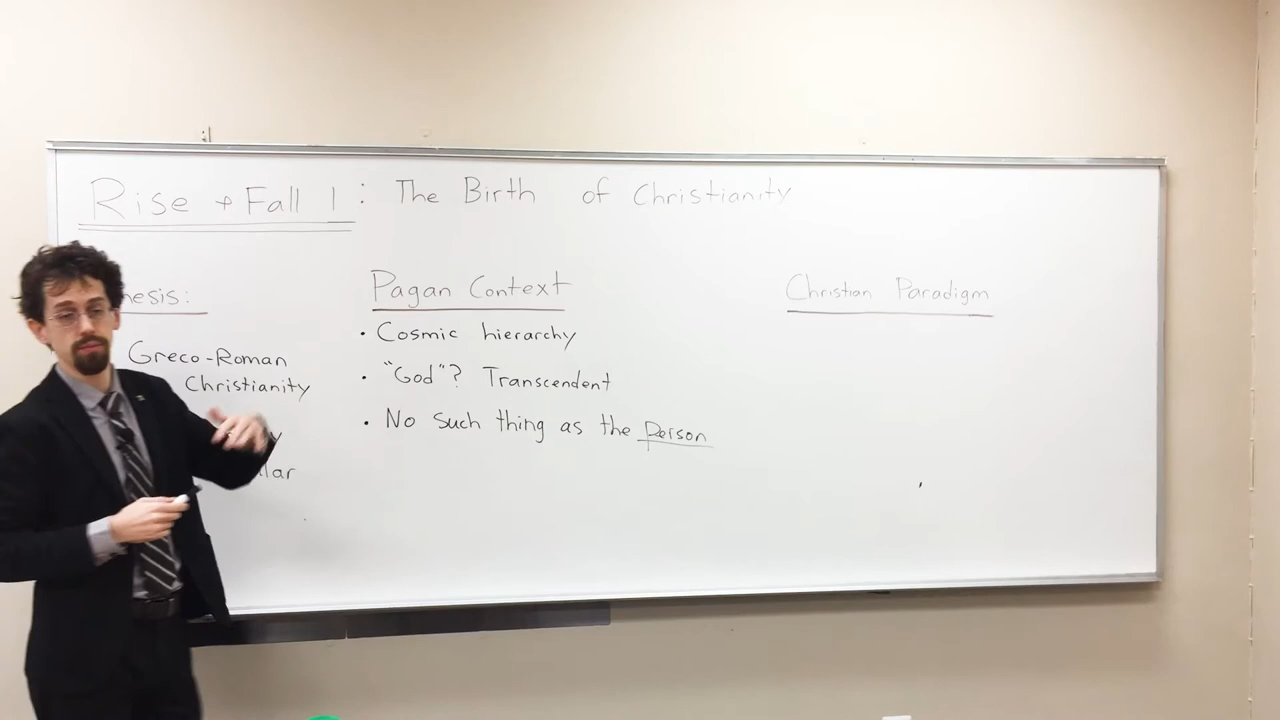 Rise + Fall 1: The Birth of Christianity
Pagan Context
Christian Paradigm
• Cosmic hierarchy
Greco-Roman
Christianity
• "God"? Transcendent
• No such thing as the person